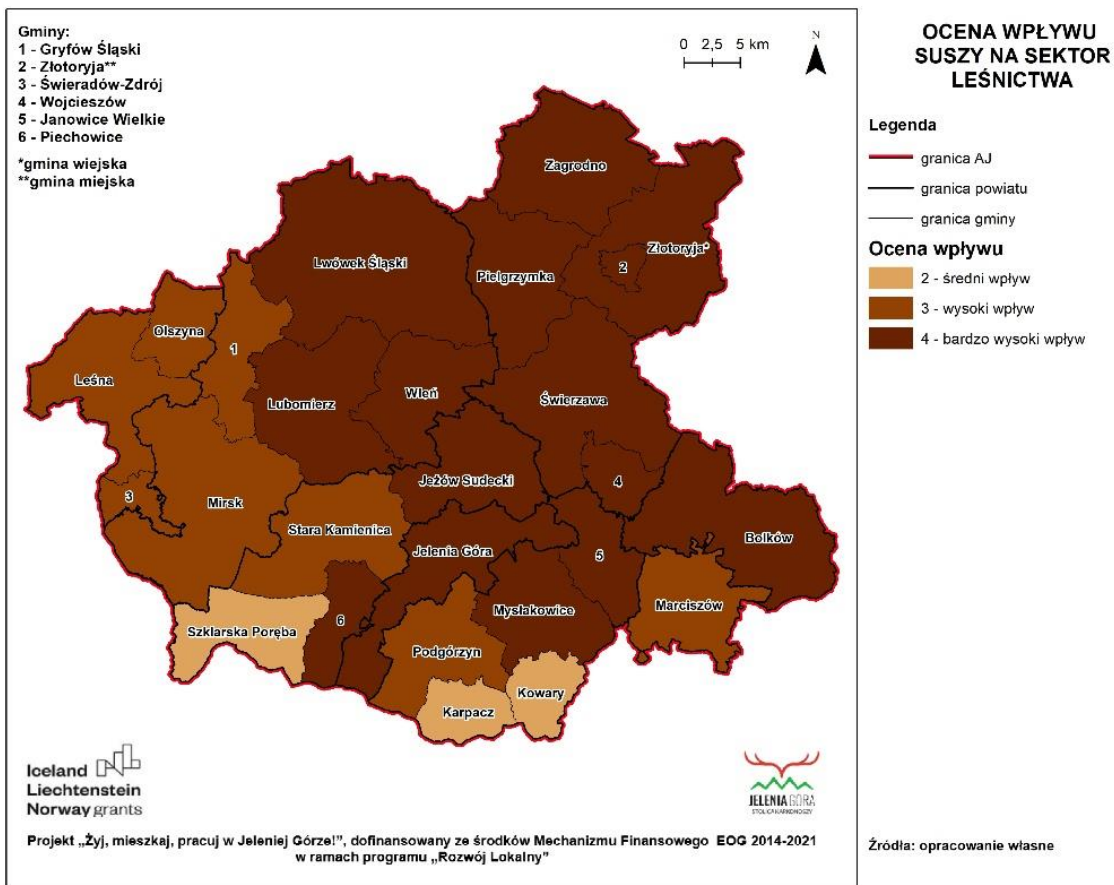 Gminy:
1 - Gryfów Śląski
2 - Złotoryja**
3 - Świeradów-Zdrój
4 - Wojcieszów
5 - Janowice Wielkie
6 - Piechowice
*gmina wiejska
**gmina miejska
0 2,5 5 km
N
OCENA WPŁYWU
SUSZY NA SEKTOR
LEŚNICTWA
Legenda
granica AJ
granica powiatu
granica gminy
Ocena wpływu
2 - średni wpływ
3 - wysoki wpływ
4 - bardzo wysoki wpływ
Zagrodno
Złotoryja*
2
Pielgrzymka
Lwówek Śląski
Olszyna
1
Leśna
Lubomierz
Wleń
Świerzawa
3
Mirsk
Jeżów Sudecki
4
Stara Kamienica
Jelenia Góra
5
Bolków
Mysłakowice
Marciszów
Szklarska Poręba
6
Podgórzyn
Kowary
Karpacz
Iceland
Liechtenstein
Norway grants
JELENIA GÓRA
STOLICA KARKONOSZY
Projekt „Żyj, mieszkaj, pracuj w Jeleniej Górze!", dofinansowany ze środków Mechanizmu Finansowego EOG 2014-2021
w ramach programu „Rozwój Lokalny"
Źródła: opracowanie własne